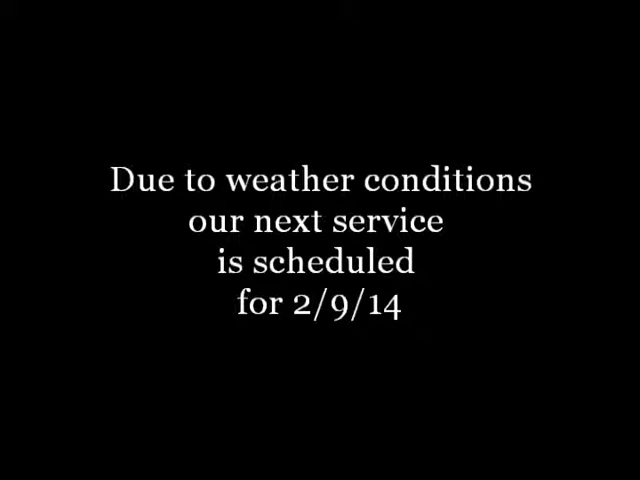 Due to weather conditions
our next service
is scheduled
for 2/9/14